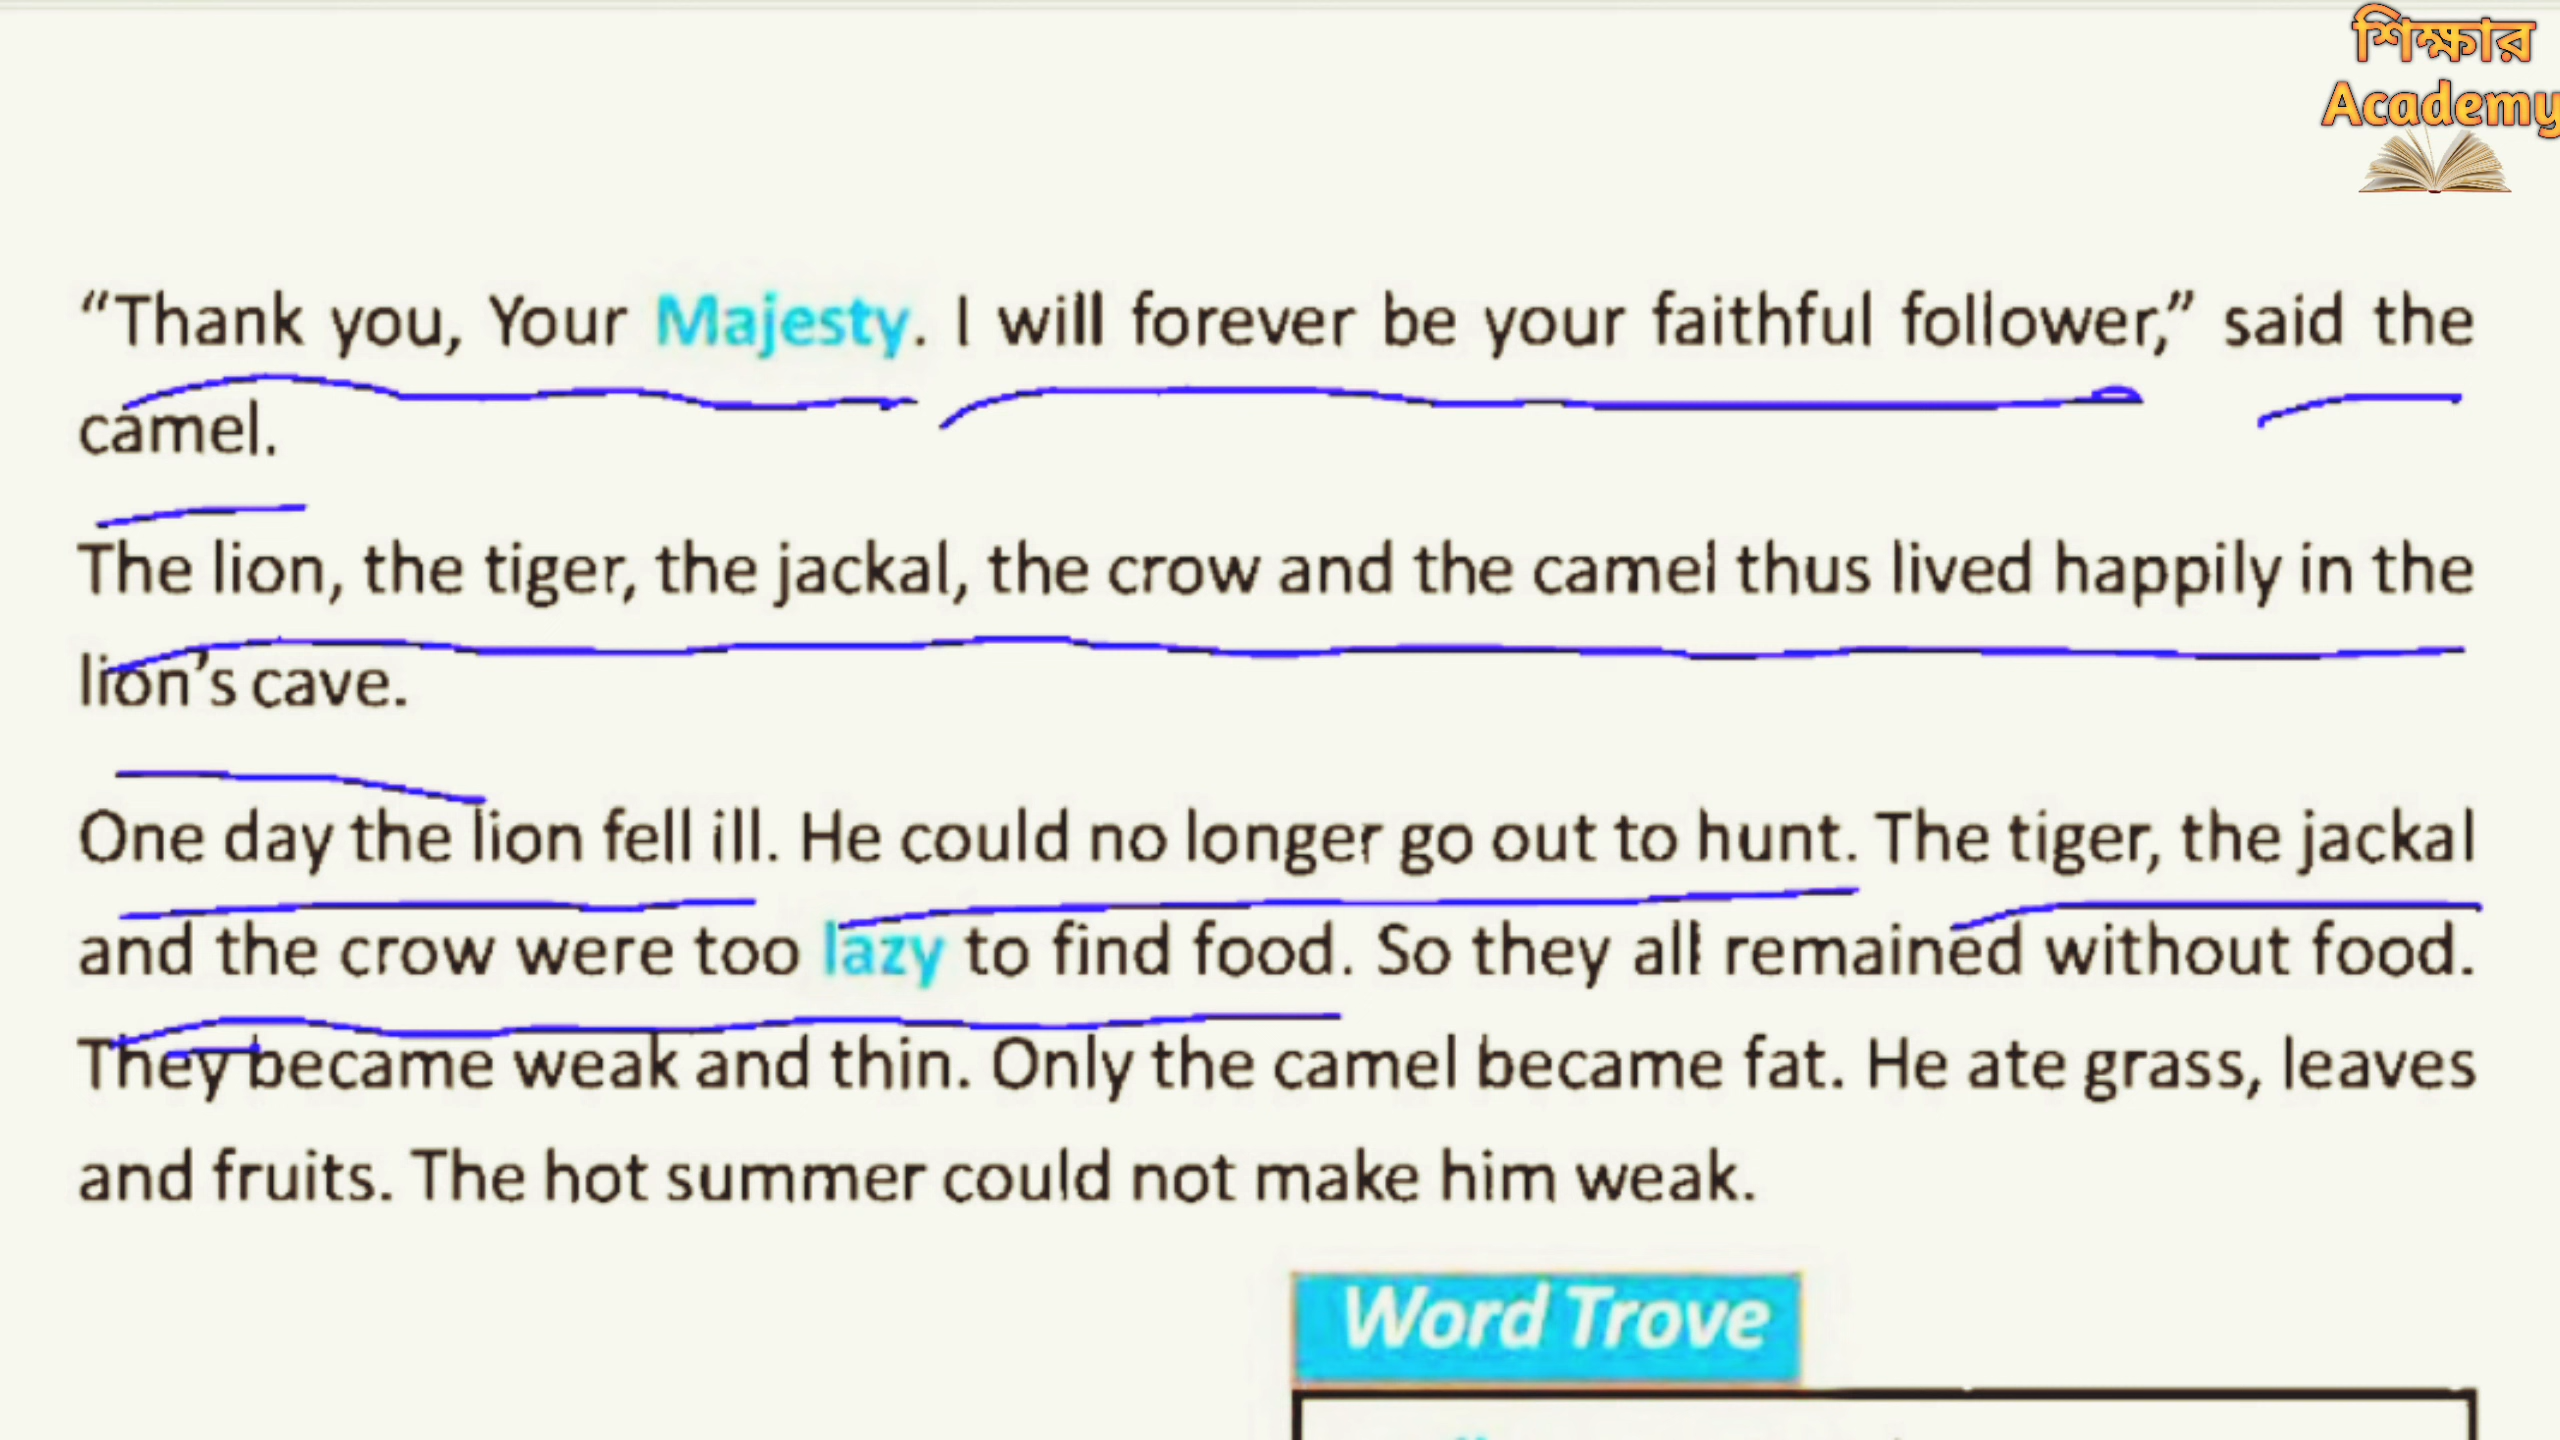 শিক্ষার
Academy
“Thank you, Your Majesty. I will forever be your faithful follower,” said the
camel.
The lion, the tiger, the jackal, the crow and the camel thus lived happily in the
lion’s cave.
One day the lion fell ill. He could no longer go out to hunt. The tiger, the jackal
and the crow were too lazy to find food. So they all remained without food.
They became weak and thin. Only the camel became fat. He ate grass, leaves
and fruits. The hot summer could not make him weak.
Word Trove